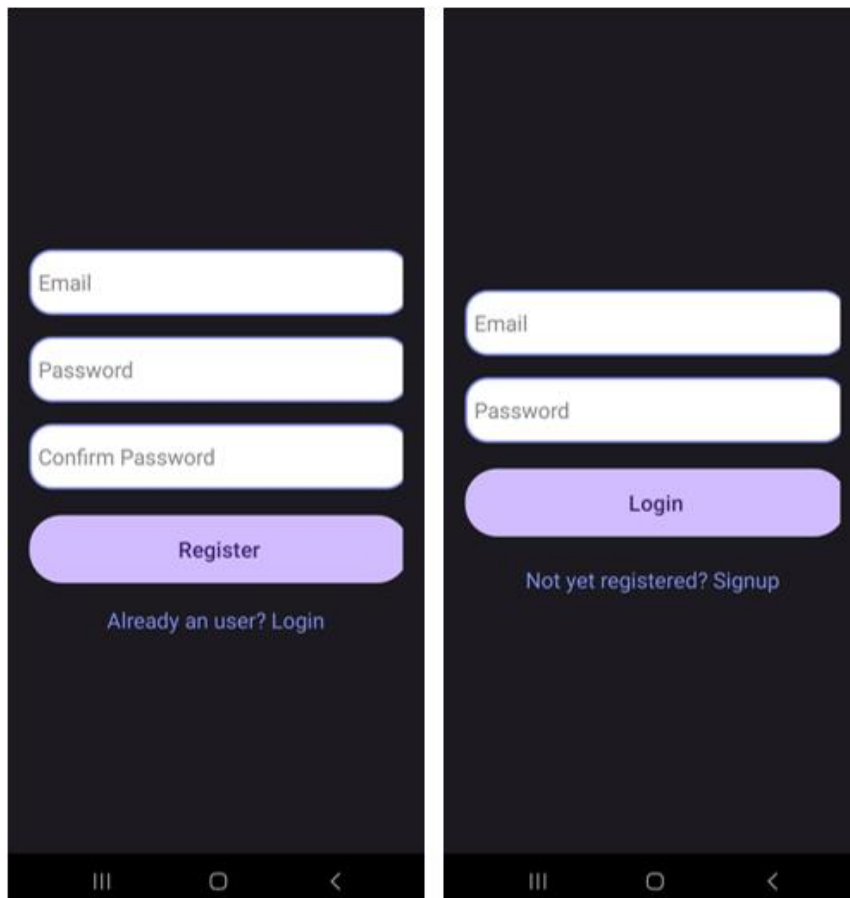 Email
Password
Confirm Password
Register
Already an user? Login
Email
Password
Login
Not yet registered? Signup